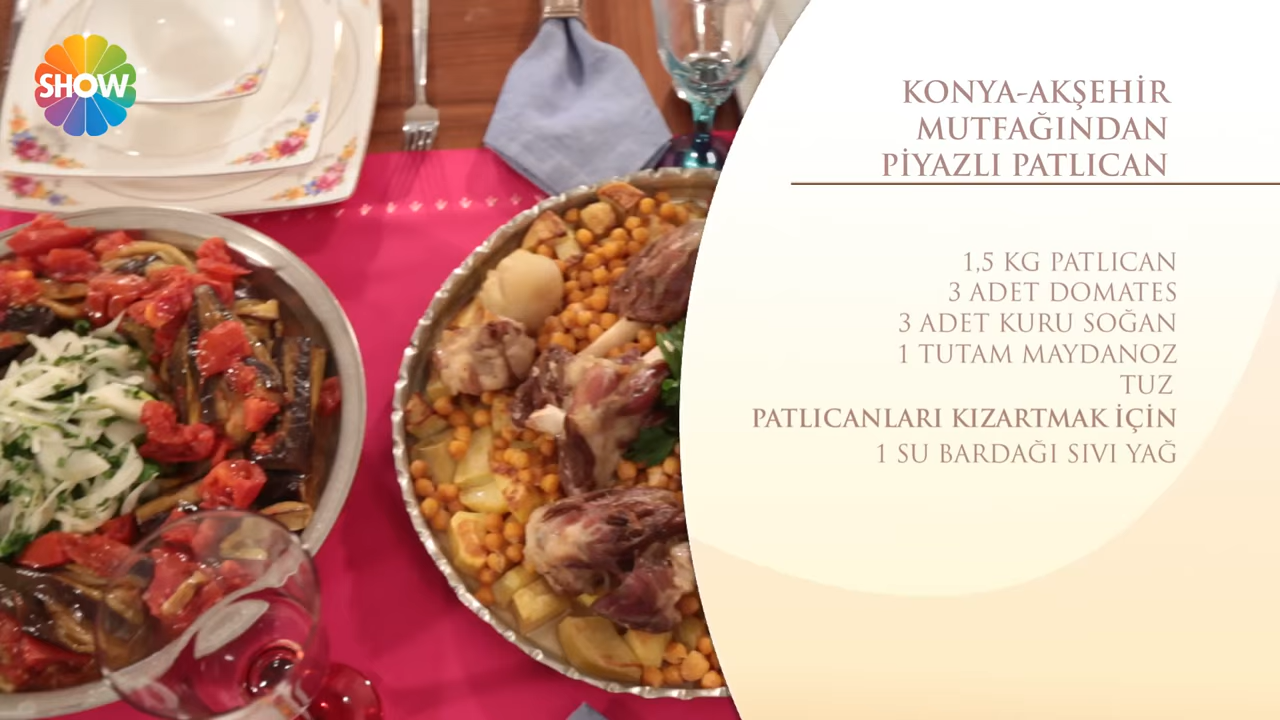 SHOW
KONYA-AKŞEHİR
MUTFAĞINDAN
PİYAZLI PATLICAN
1,5 KG PATLICAN
3 ADET DOMATES
3 ADET KURU SOĞAN
1 TUTAM MAYDANOZ
TUZ
PATLICANLARI KIZARTMAK İÇİN
1 SU BARDAĞI SIVI YAĞ